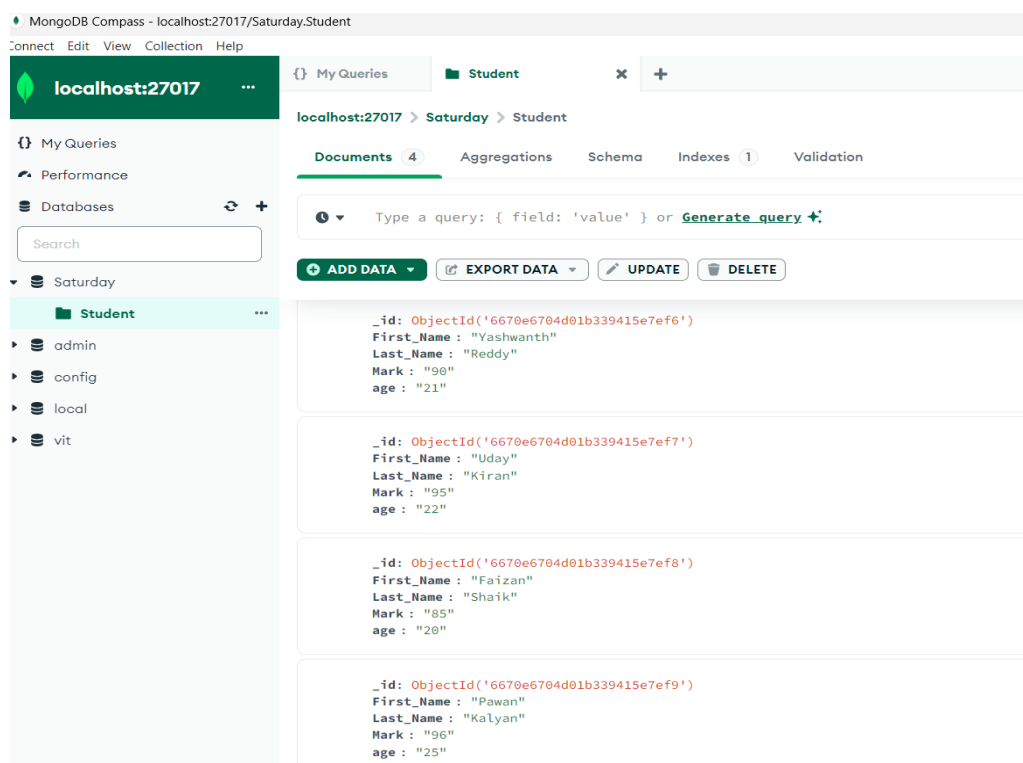 MongoDB Compass - localhost:27017/Saturday.Student
Connect Edit View Collection Help
localhost:27017 ...
{} My Queries
Performance
Databases
Search
Saturday
Student ...
admin
config
local
vit
{} My Queries
Student
localhost:27017 > Saturday > Student
Documents 4 Aggregations Schema Indexes 1 Validation
Type a query: { field: 'value' } or Generate query
ADD DATA EXPORT DATA UPDATE DELETE
_id: ObjectId('6670e6704d01b339415e7ef6')
First_Name : "Yashwanth"
Last_Name : "Reddy"
Mark : "90"
age : "21"
_id: ObjectId('6670e6704d01b339415e7ef7')
First_Name : "Uday"
Last_Name : "Kiran"
Mark : "95"
age : "22"
_id: ObjectId('6670e6704d01b339415e7ef8')
First_Name : "Faizan"
Last_Name : "Shaik"
Mark : "85"
age : "20"
_id: ObjectId('6670e6704d01b339415e7ef9')
First_Name : "Pawan"
Last_Name : "Kalyan"
Mark : "96"
age : "25"